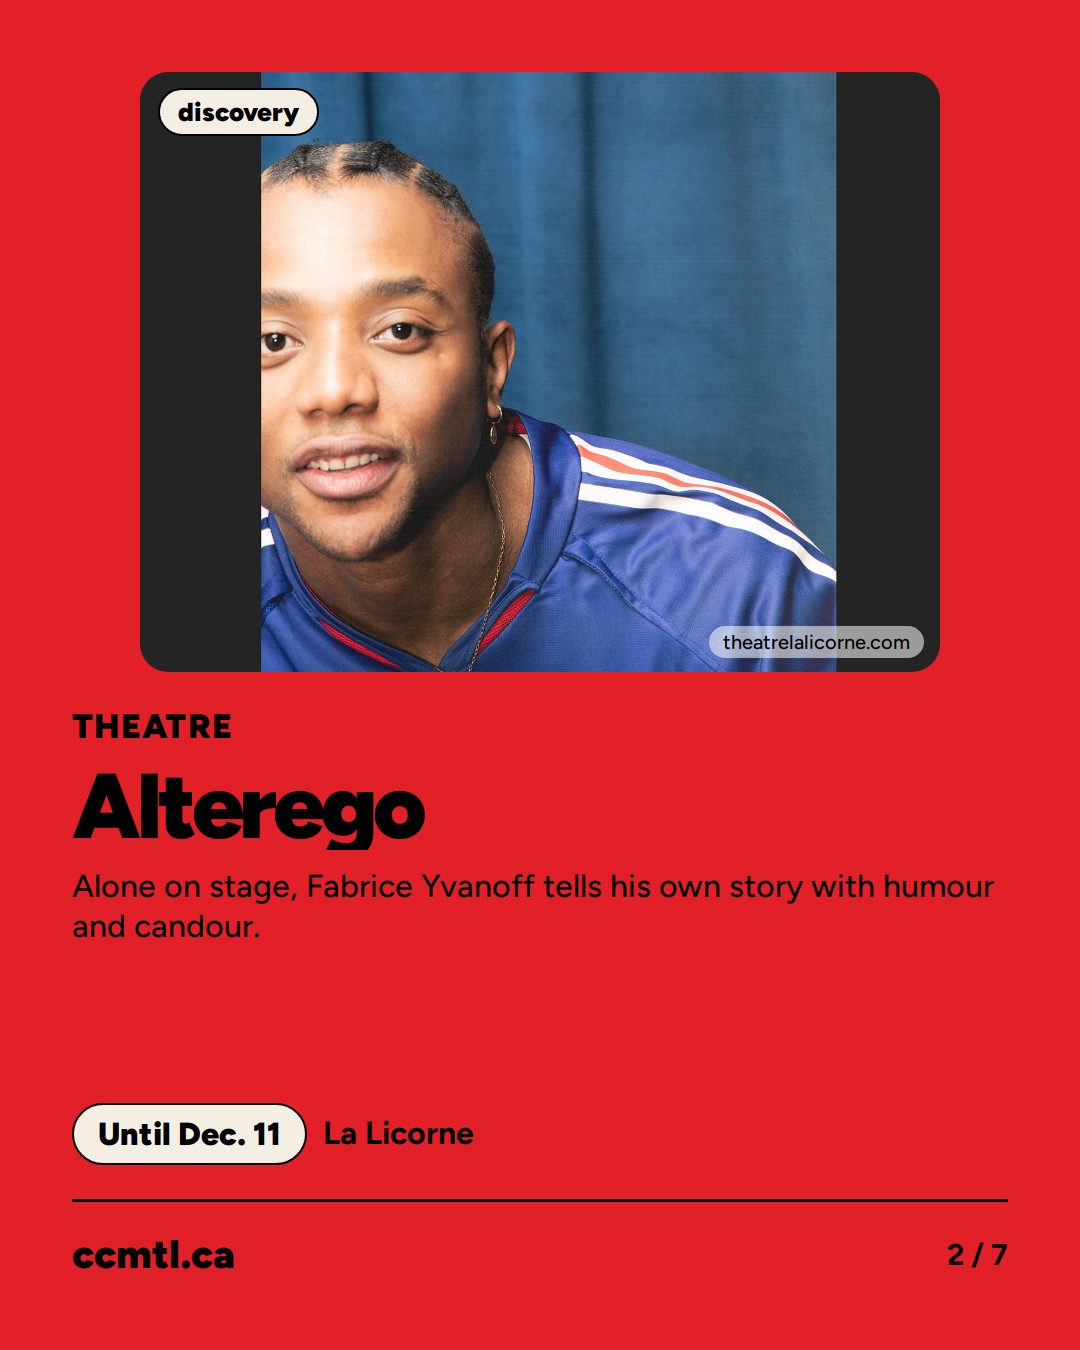 discovery
theatrelalicorne.com
THEATRE
Alterego
Alone on stage, Fabrice Yvanoff tells his own story with humour
and candour.
Until Dec. 11 La Licorne
ccmtl.ca
2 / 7